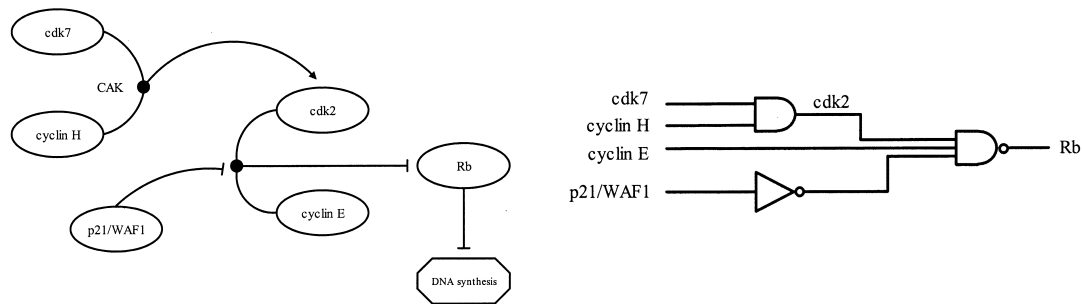 cdk7
CAK
cyclin H
cdk2
Rb
p21/WAF1
cyclin E
DNA synthesis
cdk7
cdk2
cyclin H
cyclin E
Rb
p21/WAF1